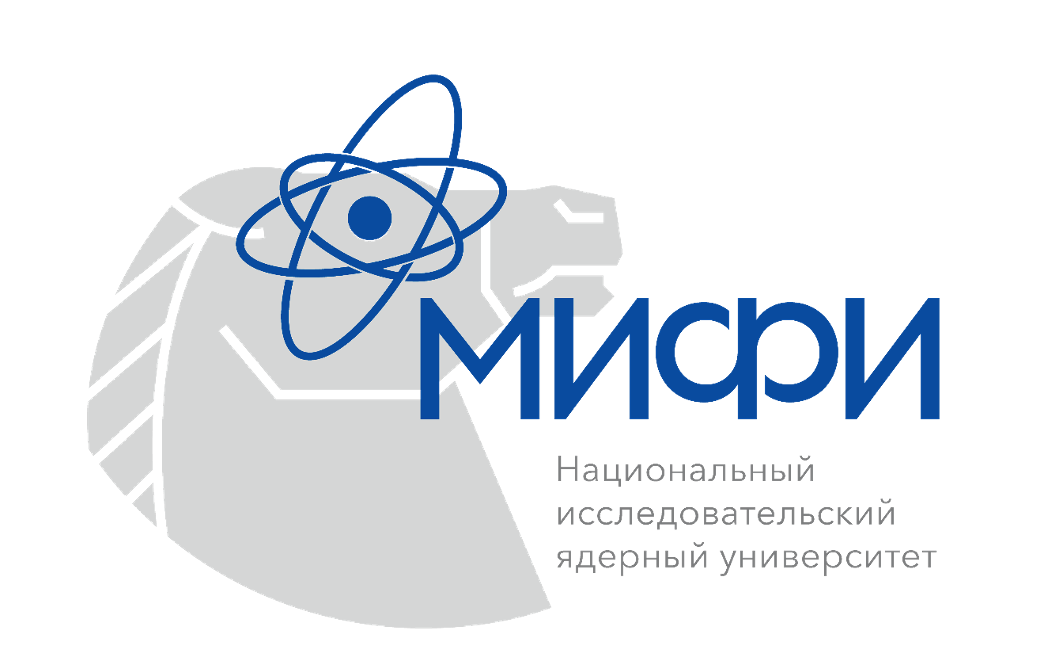 МИФИ
Национальный
исследовательский
ядерный университет